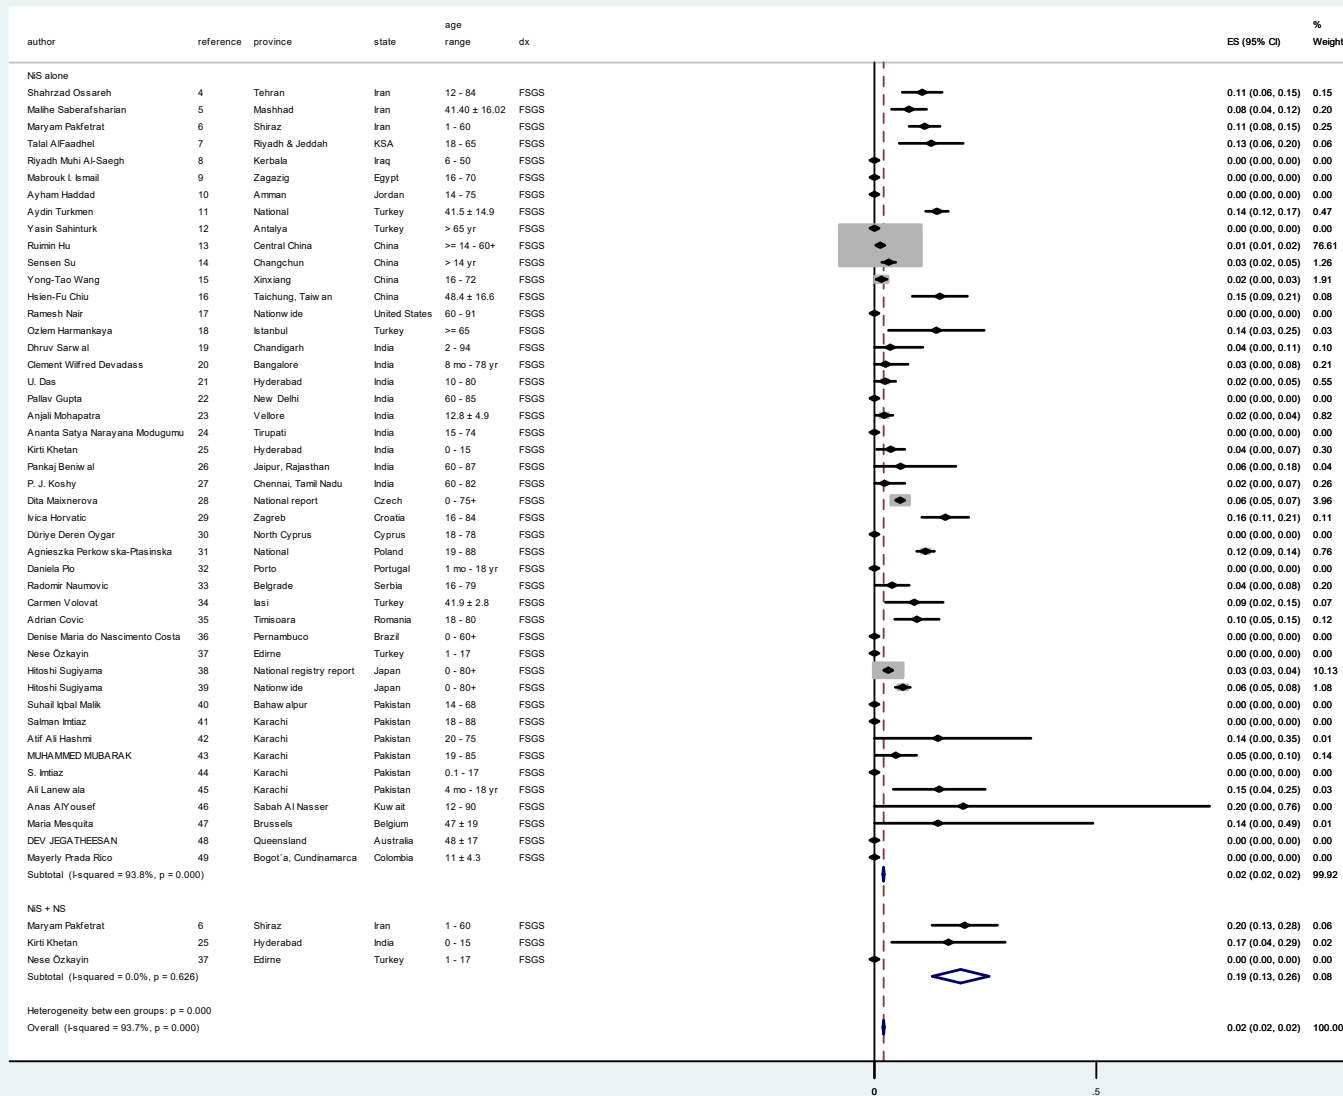 age %
author reference province state range dx ES (95% CI) Weight
NiS alone
Shahrzad Ossareh 4 Tehran Iran 12 - 84 FSGS 0.11 (0.06, 0.15) 0.15
Malihe Saberafsharian 5 Mashhad Iran 41.40 ± 16.02 FSGS 0.08 (0.04, 0.12) 0.20
Maryam Pakfetrat 6 Shiraz Iran 1 - 60 FSGS 0.11 (0.08, 0.15) 0.25
Talal AlFaadhel 7 Riyadh & Jeddah KSA 18 - 65 FSGS 0.13 (0.06, 0.20) 0.06
Riyadh Muhi Al-Saegh 8 Kerbala Iraq 6 - 50 FSGS 0.00 (0.00, 0.00) 0.00
Mabrouk I. Ismail 9 Zagazig Egypt 16 - 70 FSGS 0.00 (0.00, 0.00) 0.00
Ayham Haddad 10 Amman Jordan 14 - 75 FSGS 0.00 (0.00, 0.00) 0.00
Aydin Turkmen 11 National Turkey 41.5 ± 14.9 FSGS 0.14 (0.12, 0.17) 0.47
Yasin Sahinturk 12 Antalya Turkey > 65 yr FSGS 0.00 (0.00, 0.00) 0.00
Ruimin Hu 13 Central China China >= 14 - 60+ FSGS 0.01 (0.01, 0.02) 76.61
Sensen Su 14 Changchun China > 14 yr FSGS 0.03 (0.02, 0.05) 1.26
Yong-Tao Wang 15 Xinxiang China 16 - 72 FSGS 0.02 (0.00, 0.03) 1.91
Hsien-Fu Chiu 16 Taichung, Taiwan China 48.4 ± 16.6 FSGS 0.15 (0.09, 0.21) 0.08
Ramesh Nair 17 Nationwide United States 60 - 91 FSGS 0.00 (0.00, 0.00) 0.00
Ozlem Harmankaya 18 Istanbul Turkey >= 65 FSGS 0.14 (0.03, 0.25) 0.03
Dhruv Sarwal 19 Chandigarh India 2 - 94 FSGS 0.04 (0.00, 0.11) 0.10
Clement Wilfred Devadass 20 Bangalore India 8 mo - 78 yr FSGS 0.03 (0.00, 0.08) 0.21
U. Das 21 Hyderabad India 10 - 80 FSGS 0.02 (0.00, 0.05) 0.55
Pallav Gupta 22 New Delhi India 60 - 85 FSGS 0.00 (0.00, 0.00) 0.00
Anjali Mohapatra 23 Vellore India 12.8 ± 4.9 FSGS 0.02 (0.00, 0.04) 0.82
Ananta Satya Narayana Modugumu 24 Tirupati India 15 - 74 FSGS 0.00 (0.00, 0.00) 0.00
Kirti Khetan 25 Hyderabad India 0 - 15 FSGS 0.04 (0.00, 0.07) 0.30
Pankaj Beniwal 26 Jaipur, Rajasthan India 60 - 87 FSGS 0.06 (0.00, 0.18) 0.04
P. J. Koshy 27 Chennai, Tamil Nadu India 60 - 82 FSGS 0.02 (0.00, 0.07) 0.26
Dita Maixnerova 28 National report Czech 0 - 75+ FSGS 0.06 (0.05, 0.07) 3.96
Ivica Horvatic 29 Zagreb Croatia 16 - 84 FSGS 0.16 (0.11, 0.21) 0.11
Düriye Deren Oygar 30 North Cyprus Cyprus 18 - 78 FSGS 0.00 (0.00, 0.00) 0.00
Agnieszka Perkowska-Ptasinska 31 National Poland 19 - 88 FSGS 0.12 (0.09, 0.14) 0.76
Daniela Pio 32 Porto Portugal 1 mo - 18 yr FSGS 0.00 (0.00, 0.00) 0.00
Radomir Naumovic 33 Belgrade Serbia 16 - 79 FSGS 0.04 (0.00, 0.08) 0.20
Carmen Volovat 34 Iasi Turkey 41.9 ± 2.8 FSGS 0.09 (0.02, 0.15) 0.07
Adrian Covic 35 Timisoara Romania 18 - 80 FSGS 0.10 (0.05, 0.15) 0.12
Denise Maria do Nascimento Costa 36 Pernambuco Brazil 0 - 60+ FSGS 0.00 (0.00, 0.00) 0.00
Nese Özkayin 37 Edirne Turkey 1 - 17 FSGS 0.00 (0.00, 0.00) 0.00
Hitoshi Sugiyama 38 National registry report Japan 0 - 80+ FSGS 0.03 (0.03, 0.04) 10.13
Hitoshi Sugiyama 39 Nationwide Japan 0 - 80+ FSGS 0.06 (0.05, 0.08) 1.08
Suhail Iqbal Malik 40 Bahawalpur Pakistan 14 - 68 FSGS 0.00 (0.00, 0.00) 0.00
Salman Imtiaz 41 Karachi Pakistan 18 - 88 FSGS 0.00 (0.00, 0.00) 0.00
Atif Ali Hashmi 42 Karachi Pakistan 20 - 75 FSGS 0.14 (0.00, 0.35) 0.01
MUHAMMED MUBARAK 43 Karachi Pakistan 19 - 85 FSGS 0.05 (0.00, 0.10) 0.14
S. Imtiaz 44 Karachi Pakistan 0.1 - 17 FSGS 0.00 (0.00, 0.00) 0.00
Ali Lanewala 45 Karachi Pakistan 4 mo - 18 yr FSGS 0.15 (0.04, 0.25) 0.03
Anas AlYousef 46 Sabah Al Nasser Kuwait 12 - 90 FSGS 0.20 (0.00, 0.76) 0.00
Maria Mesquita 47 Brussels Belgium 47 ± 19 FSGS 0.14 (0.00, 0.49) 0.01
DEV JEGATHEESAN 48 Queensland Australia 48 ± 17 FSGS 0.00 (0.00, 0.00) 0.00
Mayerly Prada Rico 49 Bogot´a, Cundinamarca Colombia 11 ± 4.3 FSGS 0.00 (0.00, 0.00) 0.00
Subtotal (I-squared = 93.8%, p = 0.000) 0.02 (0.02, 0.02) 99.92
NiS + NS
Maryam Pakfetrat 6 Shiraz Iran 1 - 60 FSGS 0.20 (0.13, 0.28) 0.06
Kirti Khetan 25 Hyderabad India 0 - 15 FSGS 0.17 (0.04, 0.29) 0.02
Nese Özkayin 37 Edirne Turkey 1 - 17 FSGS 0.00 (0.00, 0.00) 0.00
Subtotal (I-squared = 0.0%, p = 0.626) 0.19 (0.13, 0.26) 0.08
Heterogeneity between groups: p = 0.000
Overall (I-squared = 93.7%, p = 0.000) 0.02 (0.02, 0.02) 100.00
0 .5